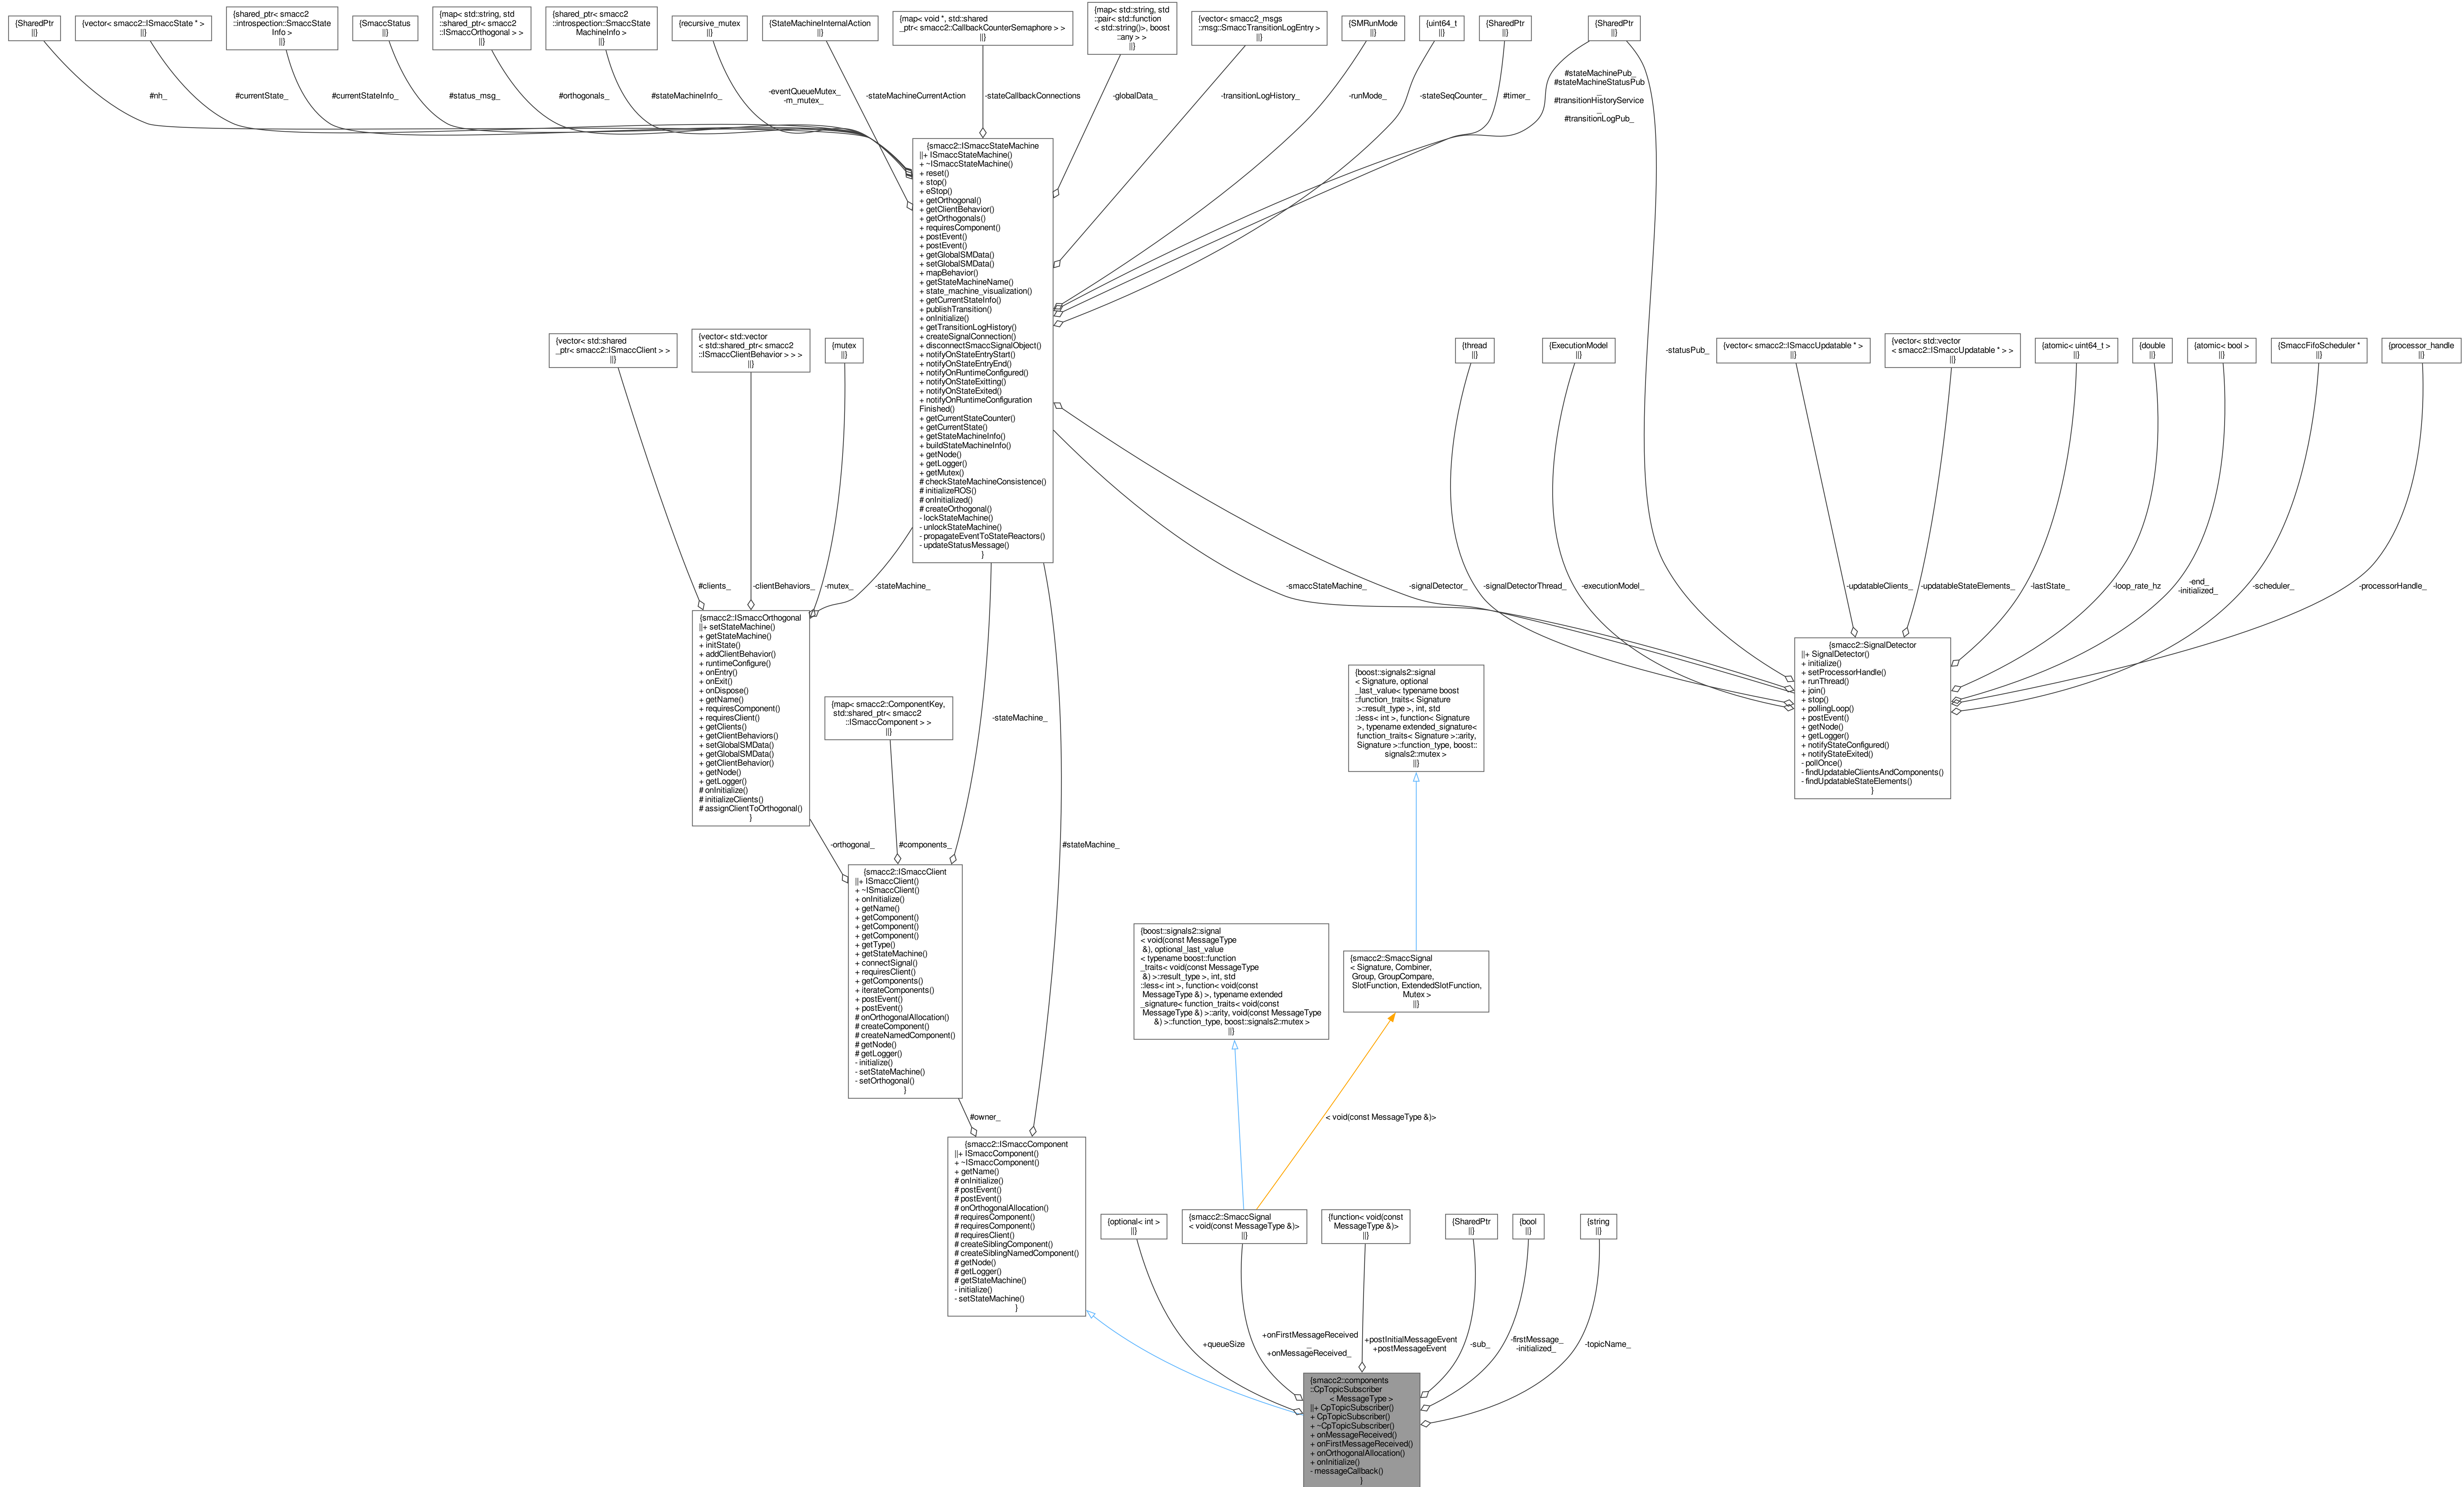 {SharedPtr
||}
{vector< smacc2::ISmaccState * >
||}
{shared_ptr< smacc2
::introspection::SmaccState
Info >
||}
{SmaccStatus
||}
{map< std::string, std
::shared_ptr< smacc2
::ISmaccOrthogonal > >
||}
{shared_ptr< smacc2
::introspection::SmaccState
MachineInfo >
||}
{recursive_mutex
||}
{StateMachineInternalAction
||}
{map< void *, std::shared
_ptr< smacc2::CallbackCounterSemaphore > >
||}
{map< std::string, std
::pair< std::function
< std::string()>, boost
::any > >
||}
{vector< smacc2_msgs
::msg::SmaccTransitionLogEntry >
||}
{SMRunMode
||}
{uint64_t
||}
{SharedPtr
||}
{SharedPtr
||}
#nh_
#currentState_
#currentStateInfo_
#status_msg_
#orthogonals_
#stateMachineInfo_
-eventQueueMutex_
-m_mutex_
-stateMachineCurrentAction
-stateCallbackConnections
-globalData_
-transitionLogHistory_
-runMode_
-stateSeqCounter_
#timer_
#stateMachinePub_
#stateMachineStatusPub
_
#transitionHistoryService
_
#transitionLogPub_
{smacc2::ISmaccStateMachine
||+ ISmaccStateMachine()
+ ~ISmaccStateMachine()
+ reset()
+ stop()
+ eStop()
+ getOrthogonal()
+ getClientBehavior()
+ getOrthogonals()
+ requiresComponent()
+ postEvent()
+ postEvent()
+ getGlobalSMData()
+ setGlobalSMData()
+ mapBehavior()
+ getStateMachineName()
+ state_machine_visualization()
+ getCurrentStateInfo()
+ publishTransition()
+ onInitialize()
+ getTransitionLogHistory()
+ createSignalConnection()
+ disconnectSmaccSignalObject()
+ notifyOnStateEntryStart()
+ notifyOnStateEntryEnd()
+ notifyOnRuntimeConfigured()
+ notifyOnStateExitting()
+ notifyOnStateExited()
+ notifyOnRuntimeConfiguration
Finished()
+ getCurrentStateCounter()
+ getCurrentState()
+ getStateMachineInfo()
+ buildStateMachineInfo()
+ getNode()
+ getLogger()
+ getMutex()
# checkStateMachineConsistence()
# initializeROS()
# onInitialized()
# createOrthogonal()
- lockStateMachine()
- unlockStateMachine()
- propagateEventToStateReactors()
- updateStatusMessage()
}
{vector< std::shared
_ptr< smacc2::ISmaccClient > >
||}
{vector< std::vector
< std::shared_ptr< smacc2
::ISmaccClientBehavior > > >
||}
{mutex
||}
{thread
||}
{ExecutionModel
||}
-statusPub_
{vector< smacc2::ISmaccUpdatable * >
||}
{vector< std::vector
< smacc2::ISmaccUpdatable * > >
||}
{atomic< uint64_t >
||}
{double
||}
{atomic< bool >
||}
{SmaccFifoScheduler *
||}
{processor_handle
||}
#clients_
-clientBehaviors_
-mutex_
-stateMachine_
-smaccStateMachine_
-signalDetector_
-signalDetectorThread_
-executionModel_
-updatableClients_
-updatableStateElements_
-lastState_
-loop_rate_hz
-end_
-initialized_
-scheduler_
-processorHandle_
{smacc2::ISmaccOrthogonal
||+ setStateMachine()
+ getStateMachine()
+ initState()
+ addClientBehavior()
+ runtimeConfigure()
+ onEntry()
+ onExit()
+ onDispose()
+ getName()
+ requiresComponent()
+ requiresClient()
+ getClients()
+ getClientBehaviors()
+ setGlobalSMData()
+ getGlobalSMData()
+ getClientBehavior()
+ getNode()
+ getLogger()
# onInitialize()
# initializeClients()
# assignClientToOrthogonal()
}
{smacc2::SignalDetector
||+ SignalDetector()
+ initialize()
+ setProcessorHandle()
+ runThread()
+ join()
+ stop()
+ pollingLoop()
+ postEvent()
+ getNode()
+ getLogger()
+ notifyStateConfigured()
+ notifyStateExited()
- pollOnce()
- findUpdatableClientsAndComponents()
- findUpdatableStateElements()
}
{map< smacc2::ComponentKey,
std::shared_ptr< smacc2
::ISmaccComponent > >
||}
-stateMachine_
{boost::signals2::signal
< Signature, optional
_last_value< typename boost
::function_traits< Signature
>::result_type >, int, std
::less< int >, function< Signature
>, typename extended_signature<
function_traits< Signature >::arity,
Signature >::function_type, boost::
signals2::mutex >
||}
-orthogonal_
#components_
#stateMachine_
{smacc2::ISmaccClient
||+ ISmaccClient()
+ ~ISmaccClient()
+ onInitialize()
+ getName()
+ getComponent()
+ getComponent()
+ getComponent()
+ getType()
+ getStateMachine()
+ connectSignal()
+ requiresClient()
+ getComponents()
+ iterateComponents()
+ postEvent()
+ postEvent()
# onOrthogonalAllocation()
# createComponent()
# createNamedComponent()
# getNode()
# getLogger()
- initialize()
- setStateMachine()
- setOrthogonal()
}
{boost::signals2::signal
< void(const MessageType
&), optional_last_value
< typename boost::function
_traits< void(const MessageType
&) >::result_type >, int, std
::less< int >, function< void(const
MessageType &) >, typename extended
_signature< function_traits< void(const
MessageType &) >::arity, void(const MessageType
&) >::function_type, boost::signals2::mutex >
||}
{smacc2::SmaccSignal
< Signature, Combiner,
Group, GroupCompare,
SlotFunction, ExtendedSlotFunction,
Mutex >
||}
#owner_
< void(const MessageType &)>
{smacc2::ISmaccComponent
||+ ISmaccComponent()
+ ~ISmaccComponent()
+ getName()
# onInitialize()
# postEvent()
# postEvent()
# onOrthogonalAllocation()
# requiresComponent()
# requiresComponent()
# requiresClient()
# createSiblingComponent()
# createSiblingNamedComponent()
# getNode()
# getLogger()
# getStateMachine()
- initialize()
- setStateMachine()
}
{optional< int >
||}
{smacc2::SmaccSignal
< void(const MessageType &)>
||}
{function< void(const
MessageType &)>
||}
{SharedPtr
||}
{bool
||}
{string
||}
+queueSize
+onFirstMessageReceived
_
+onMessageReceived_
+postInitialMessageEvent
+postMessageEvent
-sub_
-firstMessage_
-initialized_
-topicName_
{smacc2::components
::CpTopicSubscriber
< MessageType >
||+ CpTopicSubscriber()
+ CpTopicSubscriber()
+ ~CpTopicSubscriber()
+ onMessageReceived()
+ onFirstMessageReceived()
+ onOrthogonalAllocation()
+ onInitialize()
- messageCallback()
}